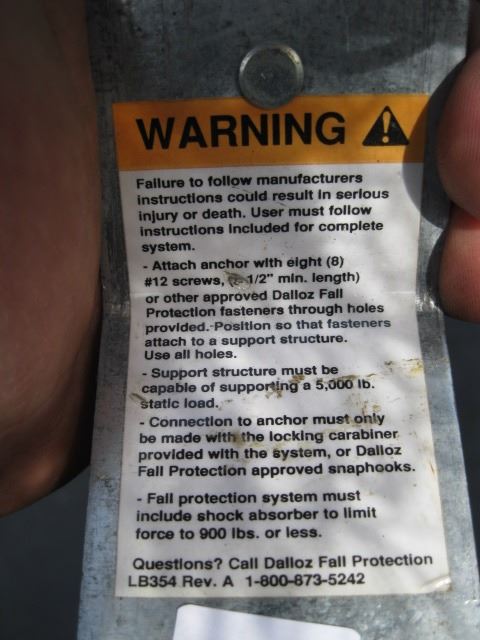 WARNING
Failure to follow manufacturers
instructions could result in serious
injury or death. User must follow
instructions included for complete
system.
- Attach anchor with eight (8)
#12 screws, 1/2" min. length)
or other approved Dalloz Fall
Protection fasteners through holes
provided. Position so that fasteners
attach to a support structure.
Use all holes.
- Support structure must be
capable of supporting a 5,000 lb.
static load.
- Connection to anchor must only
be made with the locking carabiner
provided with the system, or Dalloz
Fall Protection approved snaphooks.
- Fall protection system must
include shock absorber to limit
force to 900 lbs. or less.
Questions? Call Dalloz Fall Protection
LB354 Rev. A 1-800-873-5242